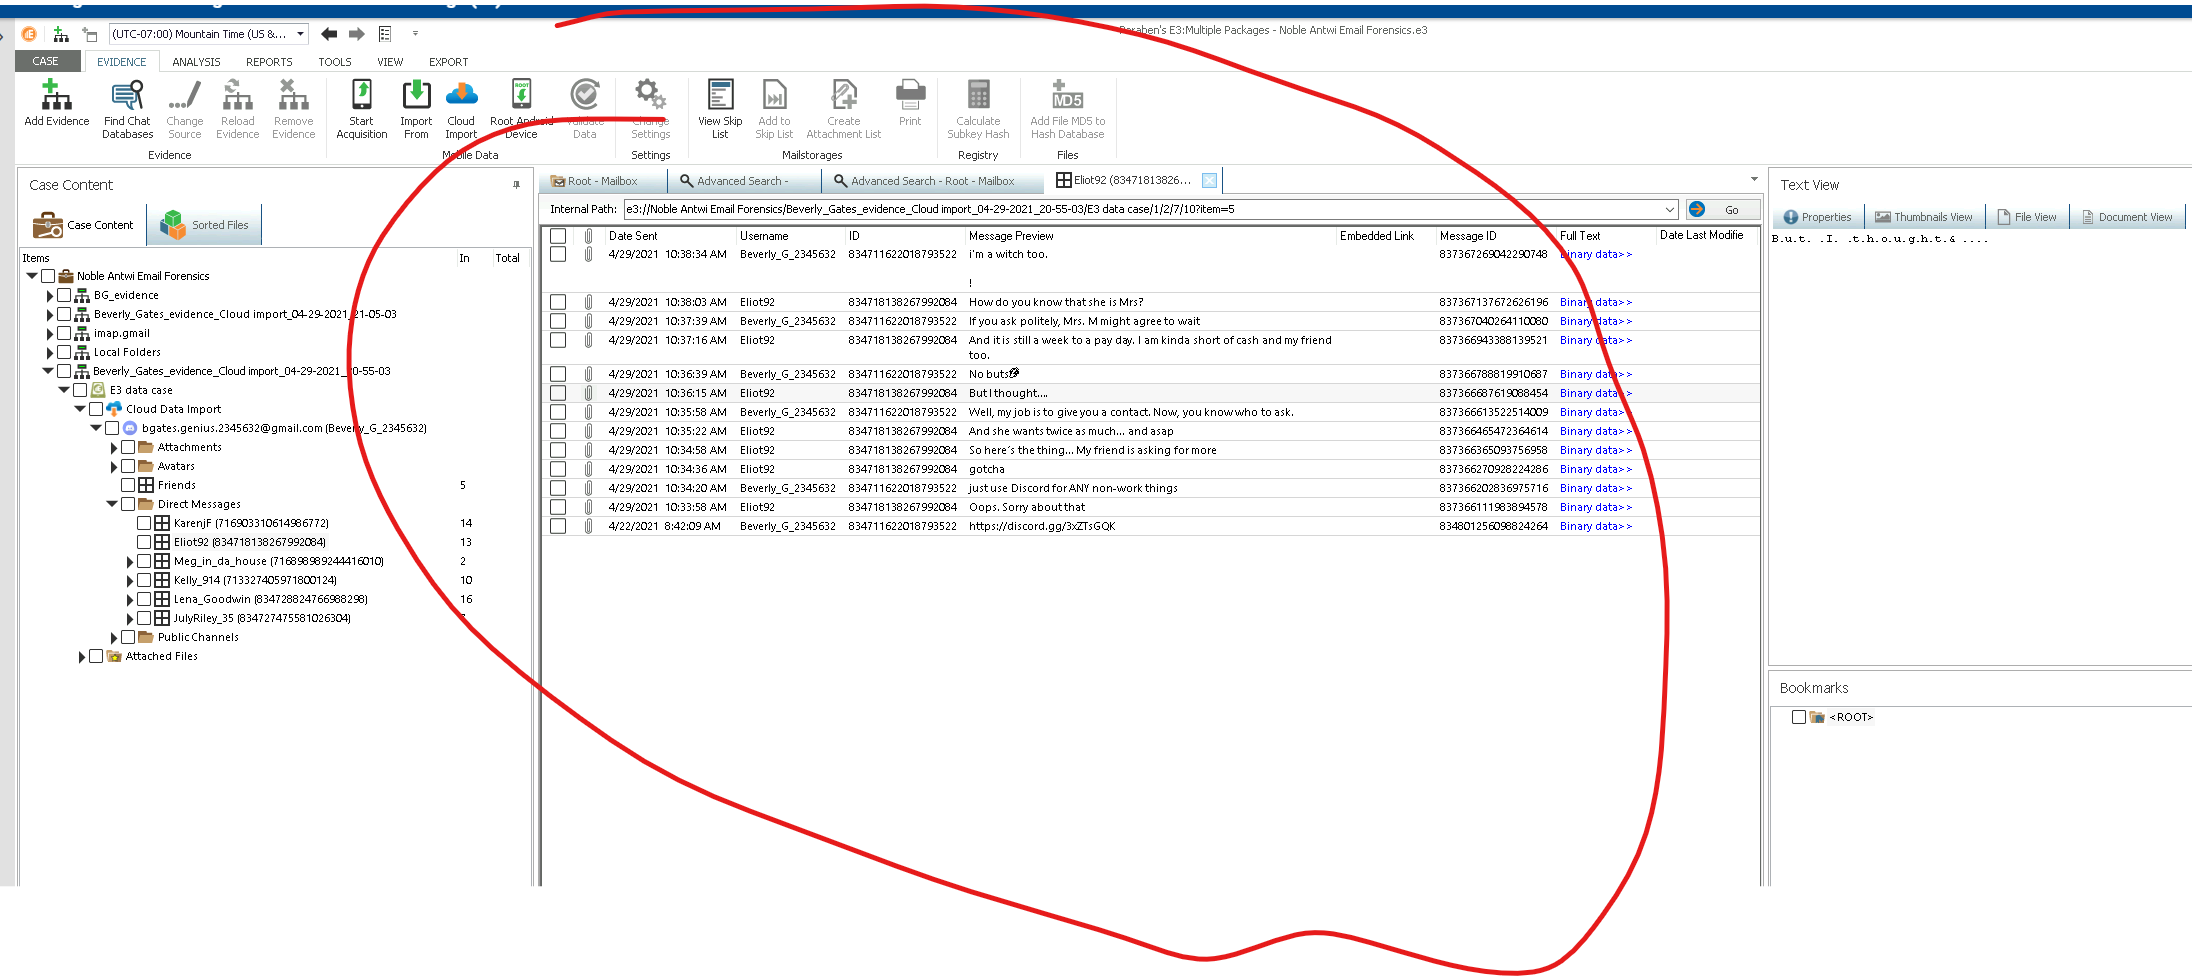 (UTC-07:00) Mountain Time (US &...
Paraben's E3:Multiple Packages - Noble Antwi Email Forensics.e3
CASE EVIDENCE ANALYSIS REPORTS TOOLS VIEW EXPORT
Add Evidence
Find Chat Databases
Change Source
Reload Evidence
Remove Evidence
Evidence
Start Acquisition
Import From
Cloud Import
Root Android Device
Validate Data
Mobile Data
Change Settings
Settings
View Skip List
Add to Skip List
Create Attachment List
Print
Mailstorages
Calculate Subkey Hash
Registry
MD5
Add File MD5 to Hash Database
Files
Case Content
Case Content Sorted Files
Items In Total
Noble Antwi Email Forensics
BG_evidence
Beverly_Gates_evidence_Cloud import_04-29-2021_21-05-03
imap.gmail
Local Folders
Beverly_Gates_evidence_Cloud import_04-29-2021_20-55-03
E3 data case
Cloud Data Import
bgates.genius.2345632@gmail.com (Beverly_G_2345632)
Attachments
Avatars
Friends 5
Direct Messages
KarenjF (716903310614986772) 14
Eliot92 (834718138267992084) 13
Meg_in_da_house (716898989244416010) 2
Kelly_914 (713327405971800124) 10
Lena_Goodwin (834728824766988298) 16
JulyRiley_35 (834727475581026304)
Public Channels
Attached Files
Root - Mailbox Advanced Search - Advanced Search - Root - Mailbox Eliot92 (83471813826...
Internal Path: e3://Noble Antwi Email Forensics/Beverly_Gates_evidence_Cloud import_04-29-2021_20-55-03/E3 data case/1/2/7/10?item=5 Go
Date Sent Username ID Message Preview Embedded Link Message ID Full Text Date Last Modifie
4/29/2021 10:38:34 AM Beverly_G_2345632 834711622018793522 i'm a witch too. 837367269042290748 Binary data>>
!
4/29/2021 10:38:03 AM Eliot92 834718138267992084 How do you know that she is Mrs? 837367137672626196 Binary data>>
4/29/2021 10:37:39 AM Beverly_G_2345632 834711622018793522 If you ask politely, Mrs. M might agree to wait 837367040264110080 Binary data>>
4/29/2021 10:37:16 AM Eliot92 834718138267992084 And it is still a week to a pay day. I am kinda short of cash and my friend 837366943388139521 Binary data>>
too.
4/29/2021 10:36:39 AM Beverly_G_2345632 834711622018793522 No buts 837366788819910687 Binary data>>
4/29/2021 10:36:15 AM Eliot92 834718138267992084 But I thought.... 837366687619088454 Binary data>>
4/29/2021 10:35:58 AM Beverly_G_2345632 834711622018793522 Well, my job is to give you a contact. Now, you know who to ask. 837366613522514009 Binary data>>
4/29/2021 10:35:22 AM Eliot92 834718138267992084 And she wants twice as much... and asap 837366465472364614 Binary data>>
4/29/2021 10:34:58 AM Eliot92 834718138267992084 So here's the thing... My friend is asking for more 837366365093756958 Binary data>>
4/29/2021 10:34:36 AM Eliot92 834718138267992084 gotcha 837366270928224286 Binary data>>
4/29/2021 10:34:20 AM Beverly_G_2345632 834711622018793522 just use Discord for ANY non-work things 837366202836975716 Binary data>>
4/29/2021 10:33:58 AM Eliot92 834718138267992084 Oops. Sorry about that 837366111983894578 Binary data>>
4/22/2021 8:42:09 AM Beverly_G_2345632 834711622018793522 https://discord.gg/3xZTsGQK 834801256098824264 Binary data>>
Text View
Properties Thumbnails View File View Document View
B.u.t. .I. .t.h.o.u.g.h.t.& ....
Bookmarks
<ROOT>